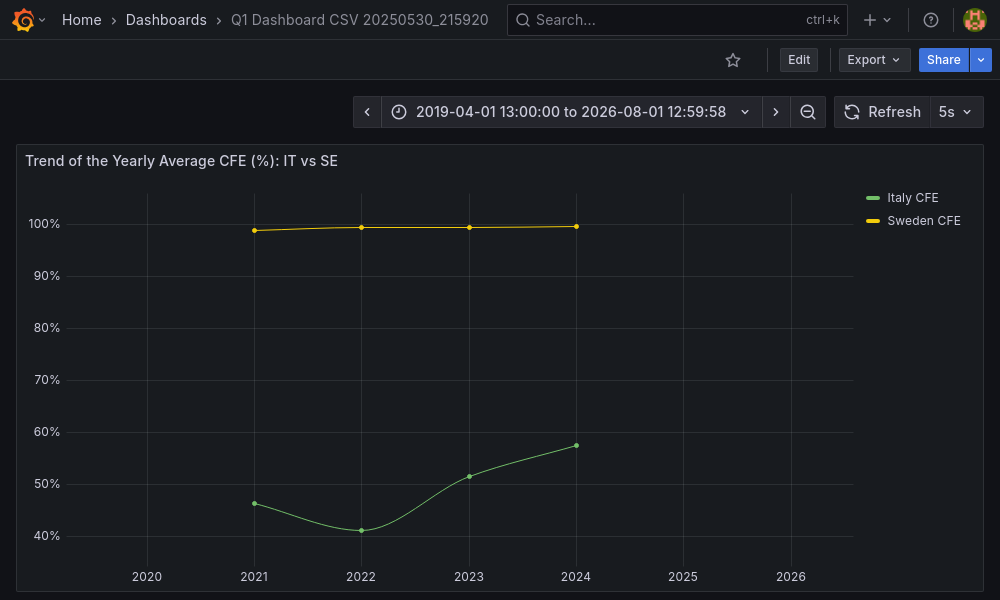 Home › Dashboards › Q1 Dashboard CSV 20250530_215920
Search...
ctrl+k
Edit
Export
Share
2019-04-01 13:00:00 to 2026-08-01 12:59:58
Refresh
5s
Trend of the Yearly Average CFE (%): IT vs SE
Italy CFE
Sweden CFE
100%
90%
80%
70%
60%
50%
40%
2020
2021
2022
2023
2024
2025
2026